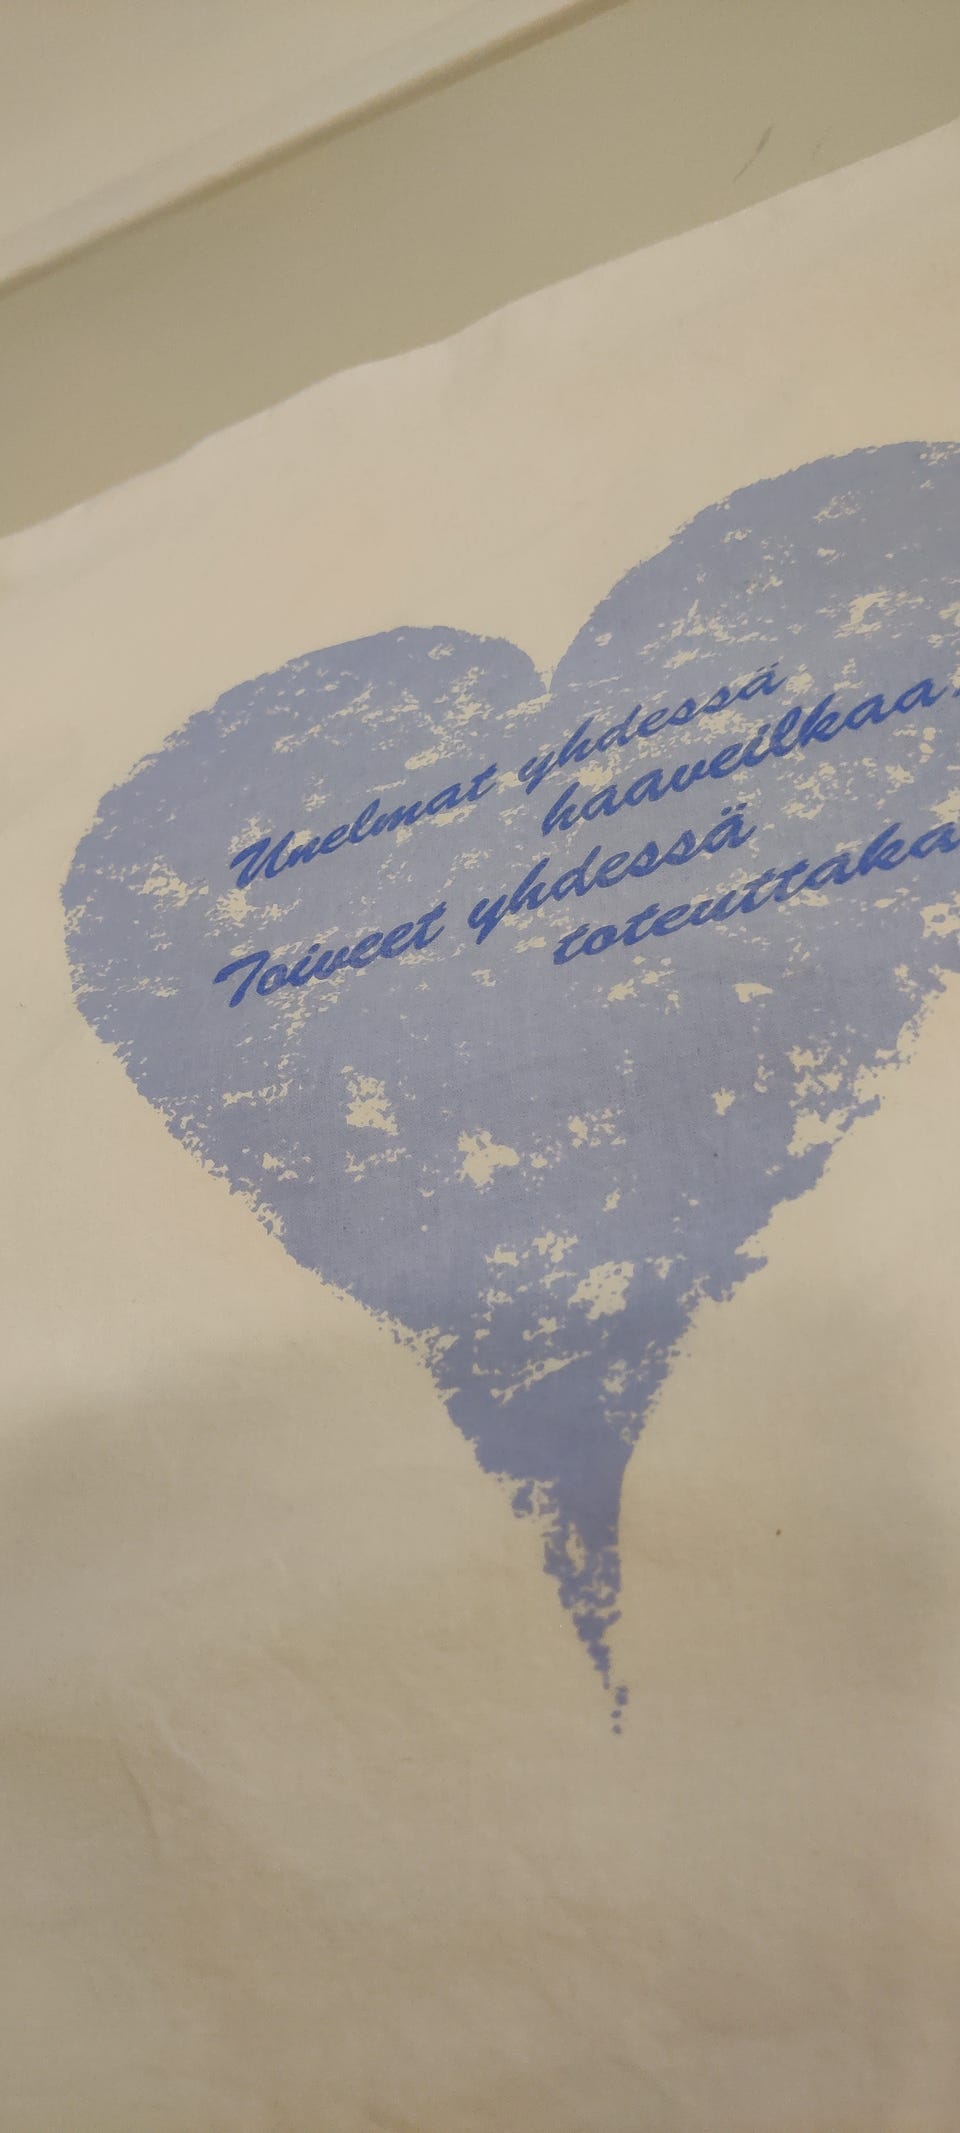 Unelmat yhdessä
haaveilkaa.
Toiveet yhdessä
toteuttaka